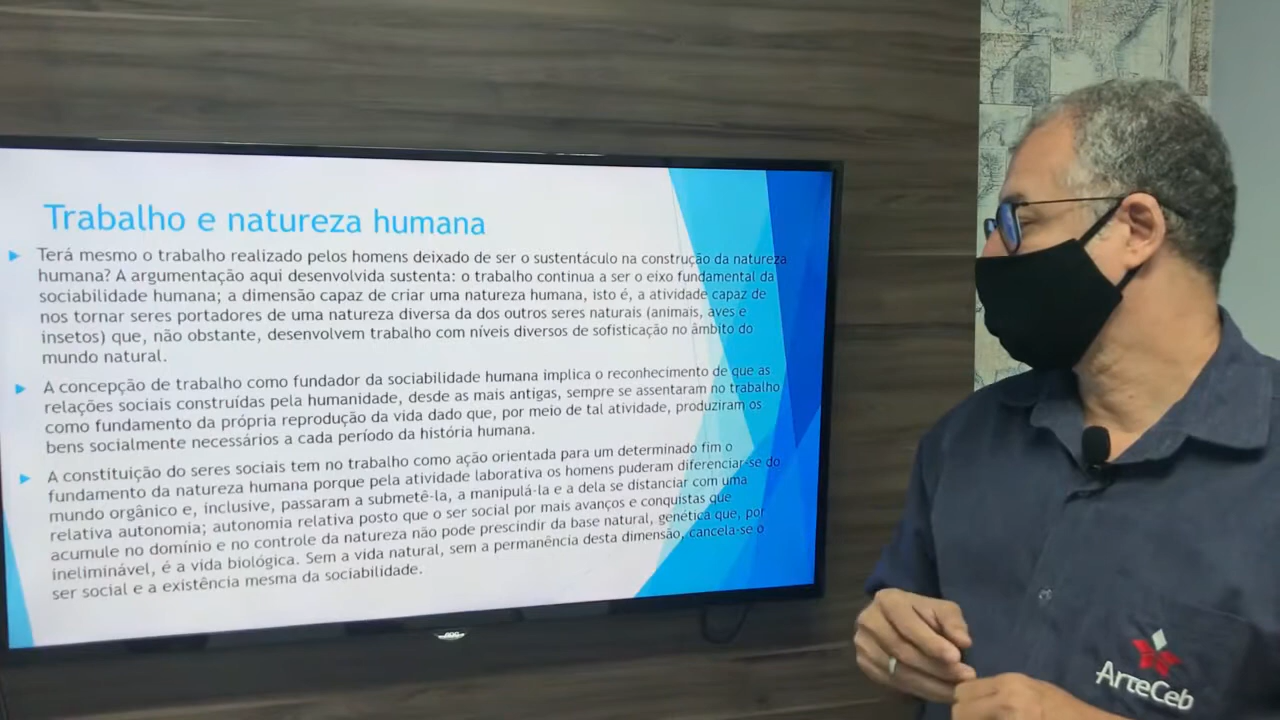 Trabalho e natureza humana
Terá mesmo o trabalho realizado pelos homens deixado de ser o sustentáculo na construção da natureza
humana? A argumentação aqui desenvolvida sustenta: o trabalho continua a ser o eixo fundamental da
sociabilidade humana; a dimensão capaz de criar uma natureza humana, isto é, a atividade capaz de
nos tornar seres portadores de uma natureza diversa da dos outros seres naturais (animais, aves e
insetos) que, não obstante, desenvolvem trabalho com níveis diversos de sofisticação no âmbito do
mundo natural.
A concepção de trabalho como fundador da sociabilidade humana implica o reconhecimento de que as
relações sociais construídas pela humanidade, desde as mais antigas, sempre se assentaram no trabalho
como fundamento da própria reprodução da vida dado que, por meio de tal atividade, produziram os
bens socialmente necessários a cada período da história humana.
A constituição do seres sociais tem no trabalho como ação orientada para um determinado fim o
fundamento da natureza humana porque pela atividade laborativa os homens puderam diferenciar-se do
mundo orgânico e, inclusive, passaram a submetê-la, a manipulá-la e a dela se distanciar com uma
relativa autonomia; autonomia relativa posto que o ser social por mais avanços e conquistas que
acumule no domínio e no controle da natureza não pode prescindir da base natural, genética que, por
ineliminável, é a vida biológica. Sem a vida natural, sem a permanência desta dimensão, cancela-se o
ser social e a existência mesma da sociabilidade.
AOC
ArteCeb